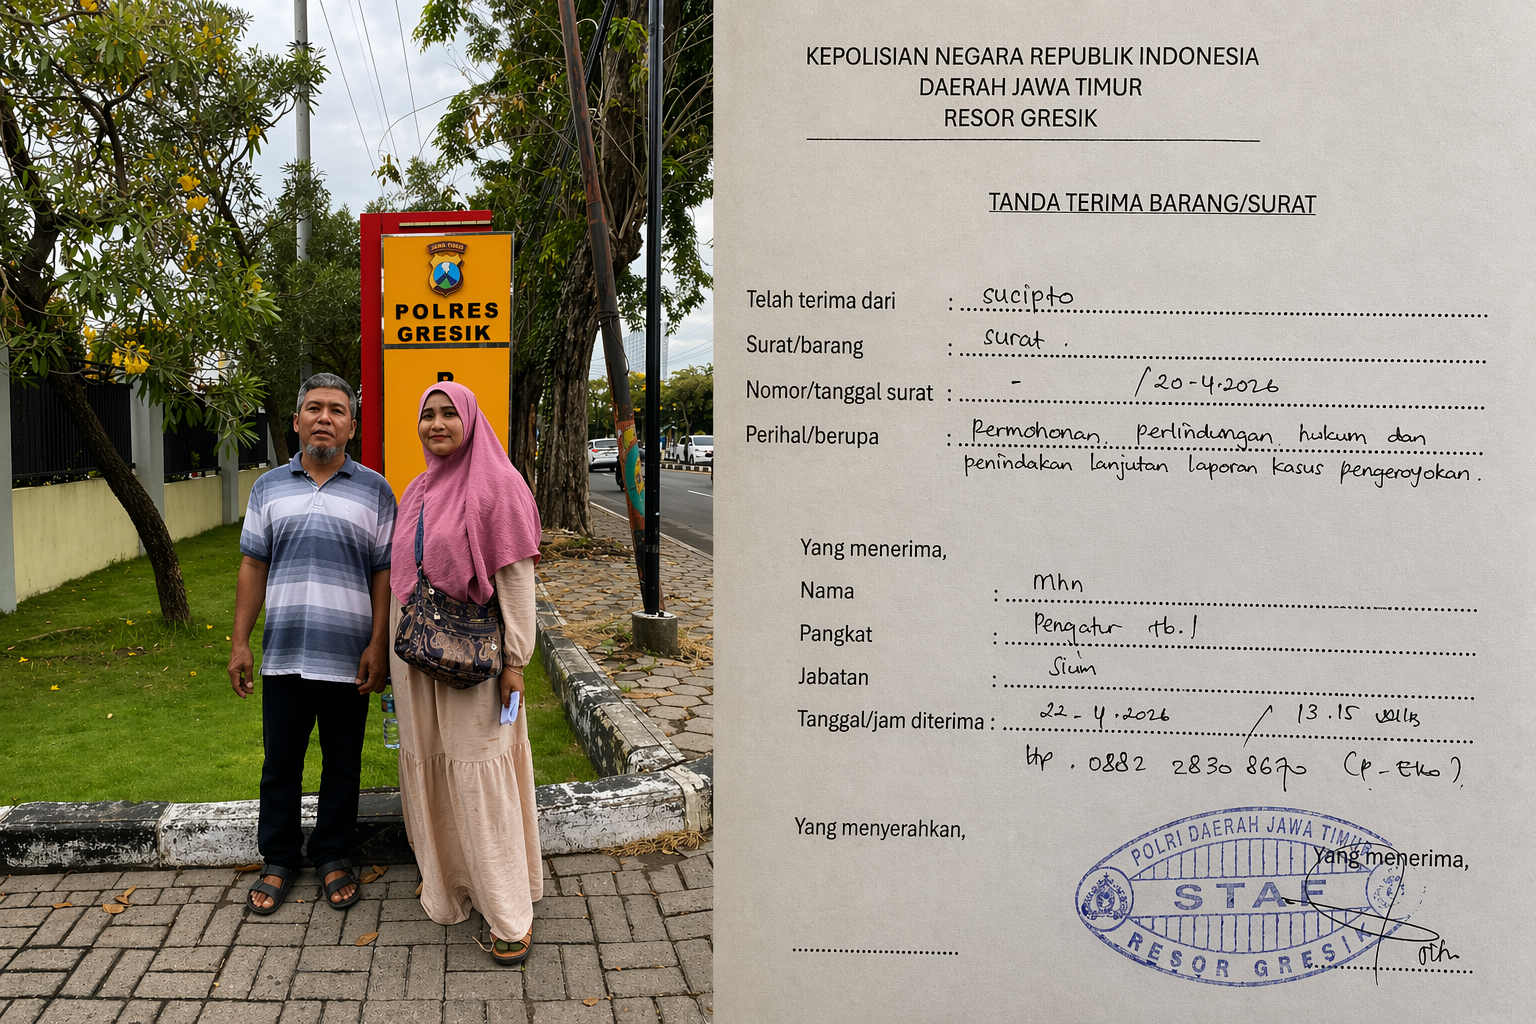 JAWA TIMUR
POLRES
GRESIK
KEPOLISIAN NEGARA REPUBLIK INDONESIA
DAERAH JAWA TIMUR
RESOR GRESIK
TANDA TERIMA BARANG/SURAT
Telah terima dari : sucipto
Surat/barang : surat .
Nomor/tanggal surat : - / 20-4-2026
Perihal/berupa : Permohonan perlindungan hukum dan
penindakan lanjutan laporan kasus pengeroyokan.
Yang menerima,
Nama : Mhn
Pangkat : Pengatur tb.I
Jabatan : Sium
Tanggal/jam diterima : 22-4-2026 / 13.15
Hp . 0882 2830 8670 (P-Eko)
Yang menyerahkan,
Yang menerima,
POLRI DAERAH JAWA TIMUR
STAF
RESOR GRESIK